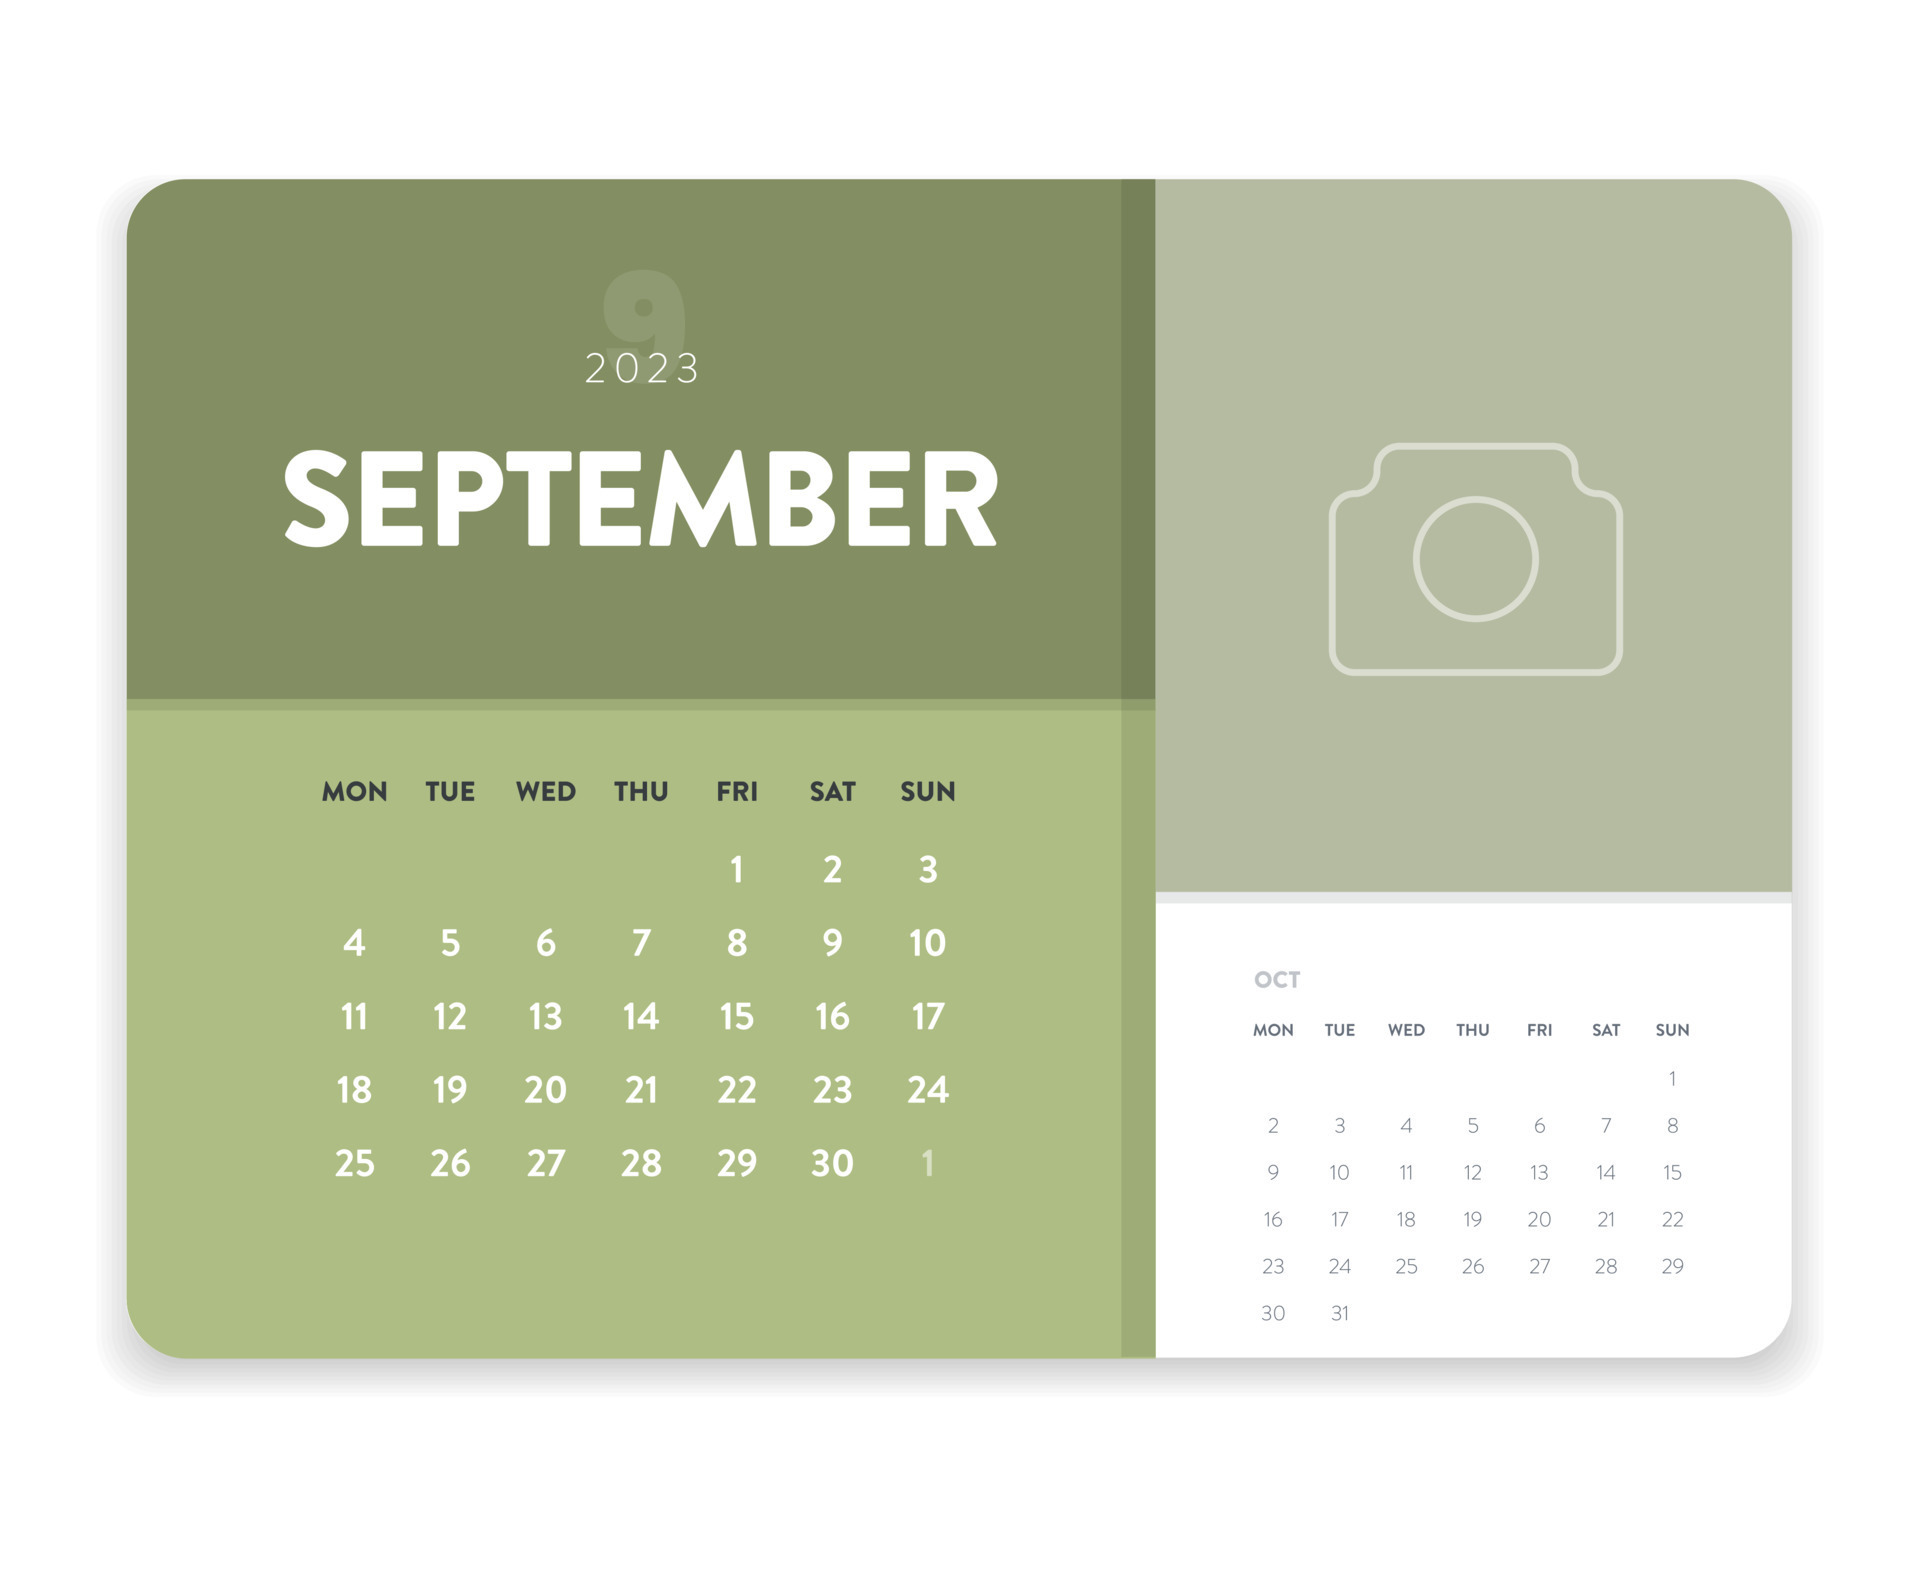 9
2023
SEPTEMBER
MON TUE WED THU FRI SAT SUN
1 2 3
4 5 6 7 8 9 10
11 12 13 14 15 16 17
18 19 20 21 22 23 24
25 26 27 28 29 30 1
OCT
MON TUE WED THU FRI SAT SUN
1
2 3 4 5 6 7 8
9 10 11 12 13 14 15
16 17 18 19 20 21 22
23 24 25 26 27 28 29
30 31